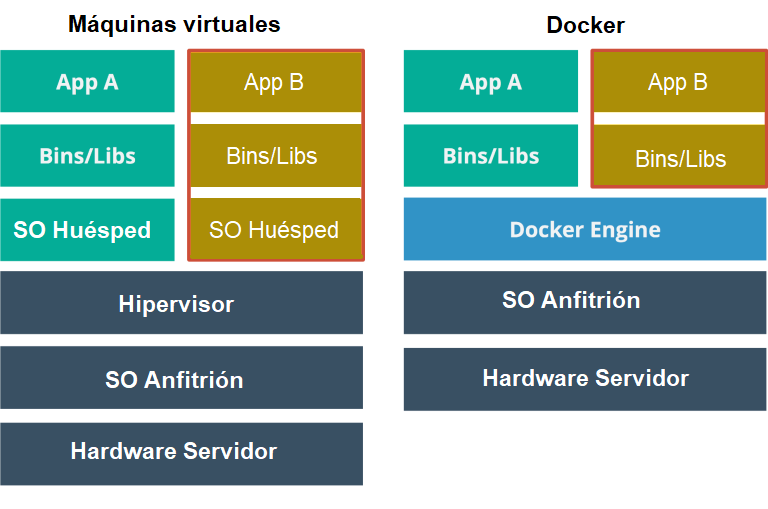 Máquinas virtuales
App A
App B
Bins/Libs
Bins/Libs
SO Huésped
SO Huésped
Hipervisor
SO Anfitrión
Hardware Servidor
Docker
App A
App B
Bins/Libs
Bins/Libs
Docker Engine
SO Anfitrión
Hardware Servidor